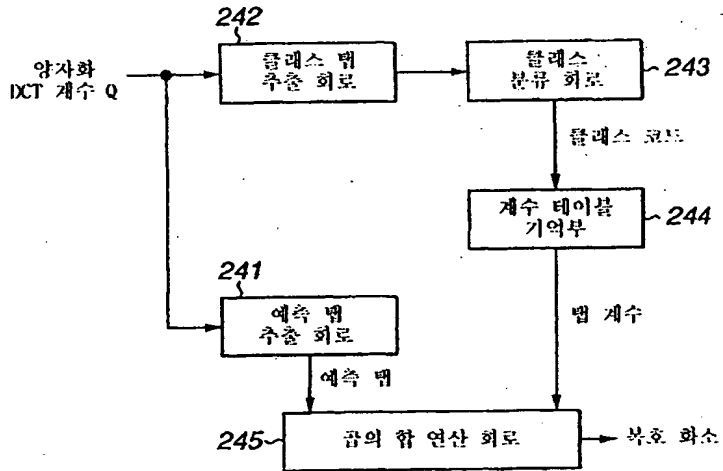 242
양자화
DCT 계수 Q
클래스 탭
추출 회로
클래스
분류 회로
243
클래스 코드
계수 테이블
기억부
244
241
예측 탭
추출 회로
탭 계수
예측 탭
245
곱의 합 연산 회로
복호 화소